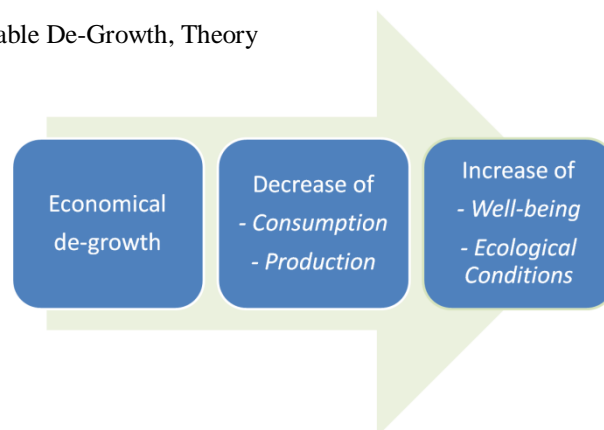 able De-Growth, Theory
Economical
de-growth
Decrease of
- Consumption
- Production
Increase of
- Well-being
- Ecological
Conditions